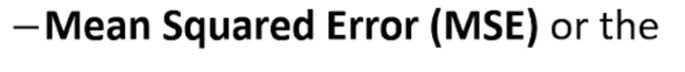 –Mean Squared Error (MSE) or the